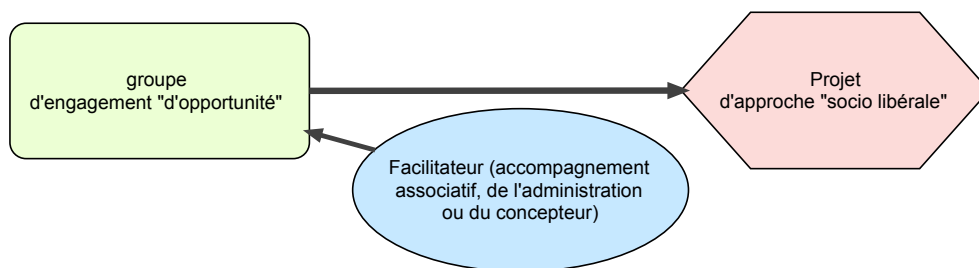 groupe
d'engagement "d'opportunité"
Projet
d'approche "socio libérale"
Facilitateur (accompagnement
associatif, de l'administration
ou du concepteur)